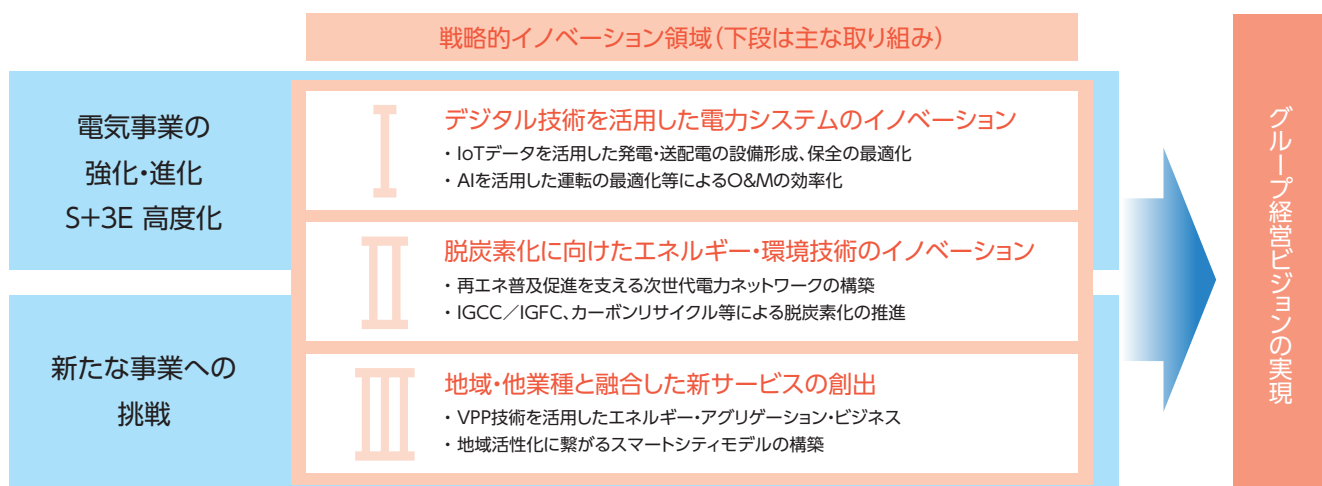 戦略的イノベーション領域(下段は主な取り組み)
電気事業の
強化・進化
S+3E 高度化
新たな事業への
挑戦
I
デジタル技術を活用した電力システムのイノベーション
・IoTデータを活用した発電・送配電の設備形成、保全の最適化
・AIを活用した運転の最適化等によるO&Mの効率化
II
脱炭素化に向けたエネルギー・環境技術のイノベーション
・再エネ普及促進を支える次世代電力ネットワークの構築
・IGCC/IGFC、カーボンリサイクル等による脱炭素化の推進
III
地域・他業種と融合した新サービスの創出
・VPP技術を活用したエネルギー・アグリゲーション・ビジネス
・地域活性化に繋がるスマートシティモデルの構築
グループ経営ビジョンの実現